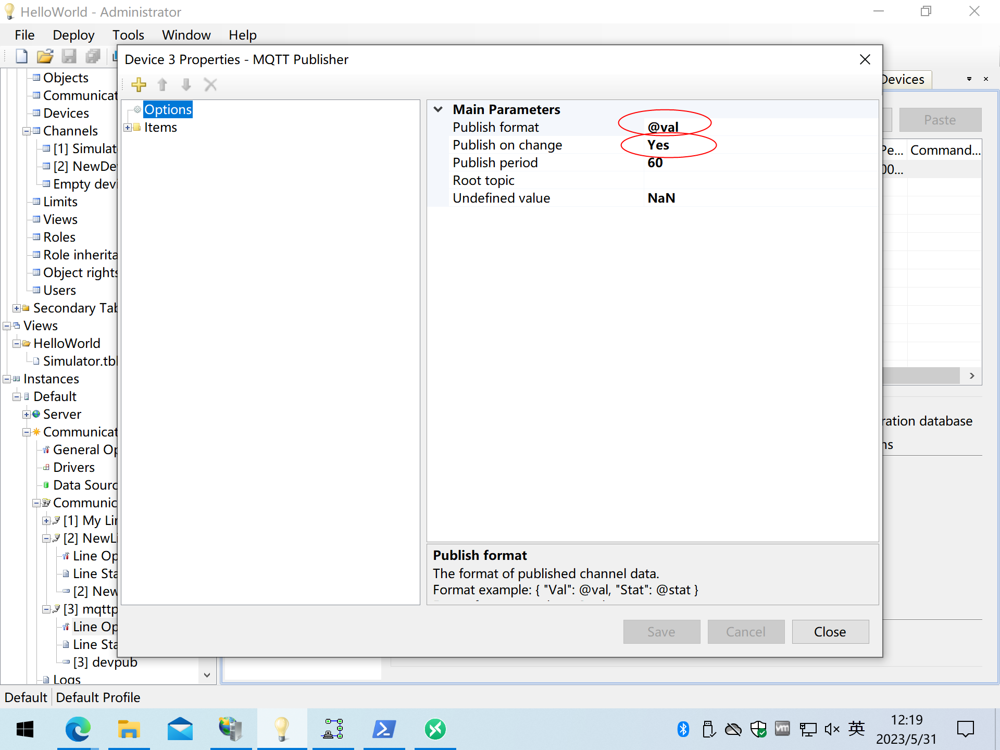 HelloWorld - Administrator
File Deploy Tools Window Help
Device 3 Properties - MQTT Publisher
Devices
Objects
Communicat
Devices
Channels
[1] Simulat
[2] NewDev
Empty devi
Limits
Views
Roles
Role inherita
Object rights
Users
Secondary Tab
Views
HelloWorld
Simulator.tbl
Instances
Default
Server
Communicat
General Op
Drivers
Data Sourc
Communic
[1] My Lin
[2] NewLi
Line Op
Line Sta
[2] New
[3] mqttp
Line Op
Line Sta
[3] devpub
Logs
Options
Items
Main Parameters
Publish format @val
Publish on change Yes
Publish period 60
Root topic
Undefined value NaN
Publish format
The format of published channel data.
Format example: { "Val": @val, "Stat": @stat }
Save Cancel Close
Paste
Pe... Command...
00...
ration database
ns
Default Default Profile
英
12:19
2023/5/31